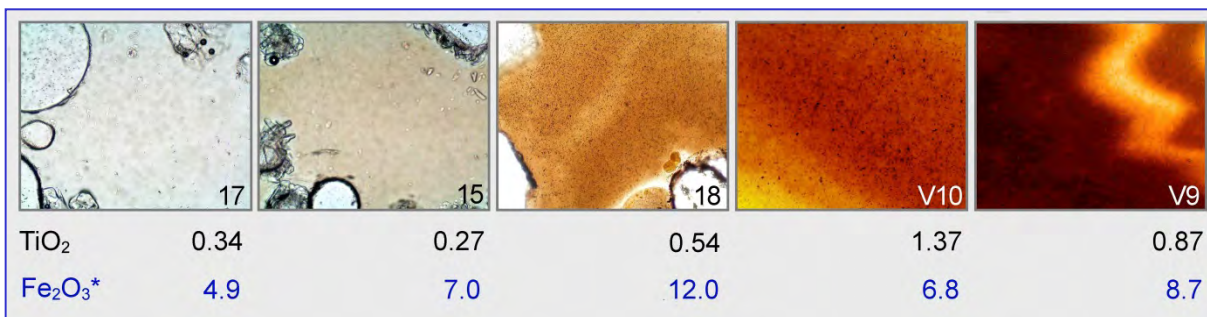 17 15 18 V10 V9
TiO₂ 0.34 0.27 0.54 1.37 0.87
Fe₂O₃* 4.9 7.0 12.0 6.8 8.7